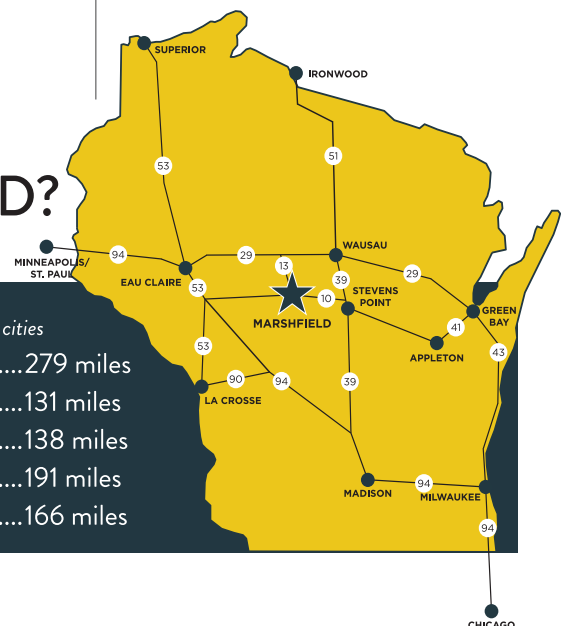 SUPERIOR
IRONWOOD
53
51
D?
WAUSAU
94
29
13
MINNEAPOLIS/
ST. PAUL
EAU CLAIRE
53
39
29
STEVENS
POINT
10
MARSHFIELD
GREEN
BAY
41
APPLETON
cities
....279 miles
....131 miles
....138 miles
....191 miles
....166 miles
53
43
90
94
39
LA CROSSE
94
MADISON
MILWAUKEE
94
CHICAGO